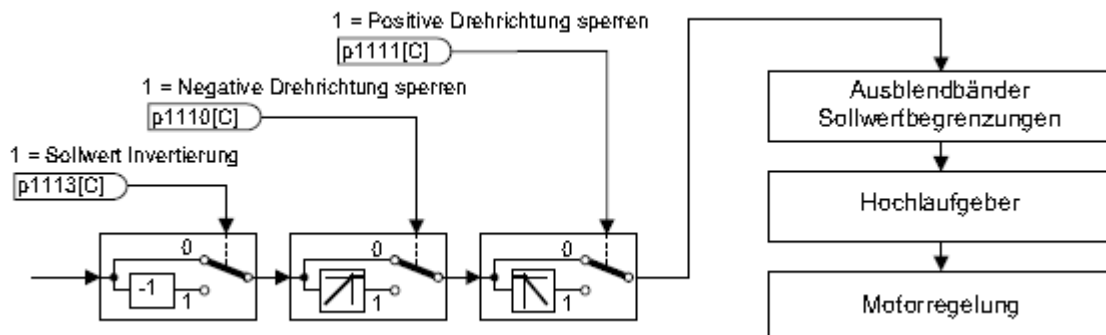 1 = Positive Drehrichtung sperren
p1111[C]
1 = Negative Drehrichtung sperren
p1110[C]
1 = Sollwert Invertierung
p1113[C]
Ausblendbänder
Sollwertbegrenzungen
Hochlaufgeber
Motorregelung
0
-1
1
0
1
0
1